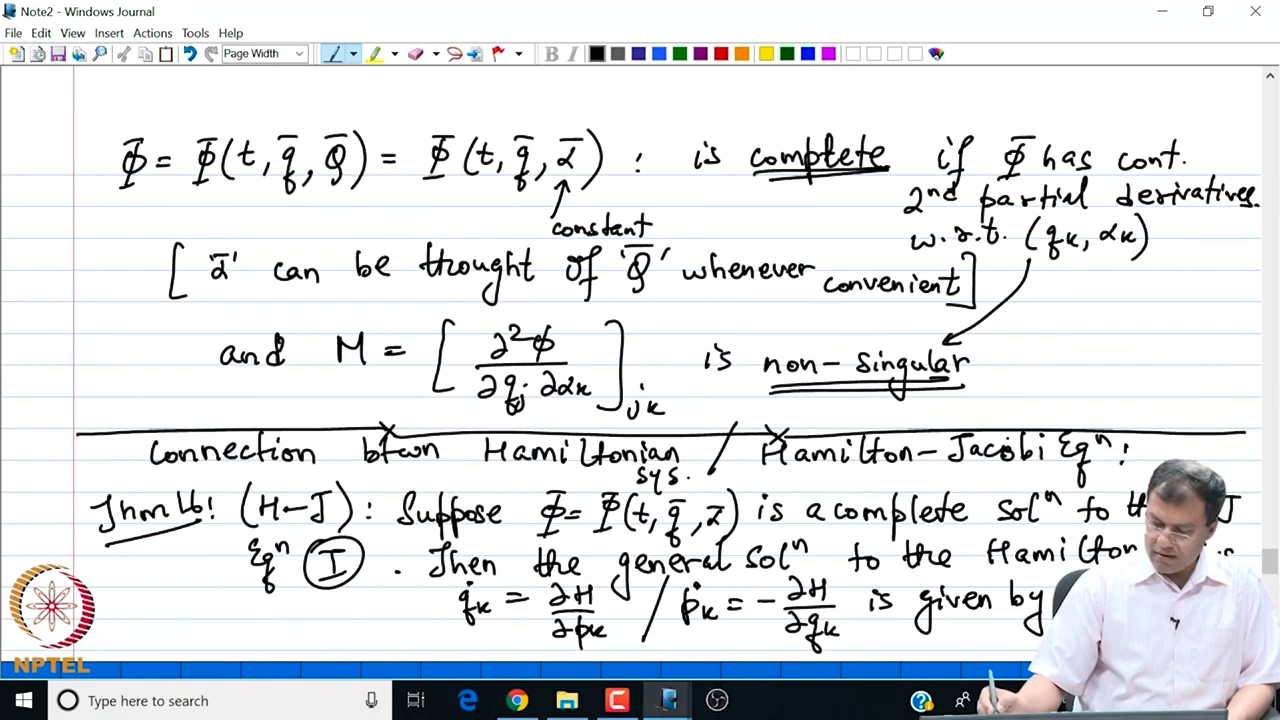 Note2 - Windows Journal
File Edit View Insert Actions Tools Help
Page Width
Φ̄ = Φ̄(t, q̄, Q̄) = Φ̄(t, q̄, ᾱ) : is complete if Φ̄ has cont.
2nd partial derivatives
w.r.t. (qk, αk)
constant
[ 'ᾱ' can be thought of 'Q̄' whenever convenient ]
and M = [ ∂²Φ / ∂qj ∂αk ]jk is non-singular
Connection btwn Hamiltonian sys. / Hamilton-Jacobi Eqⁿ:
Thm 16: (H-J): Suppose Φ̄ = Φ̄(t, q̄, ᾱ) is a complete solⁿ to the J
Eqⁿ (I). Then the general solⁿ to the Hamilton
q̇k = ∂H/∂pk / ṗk = -∂H/∂qk is given by
NPTEL
Type here to search